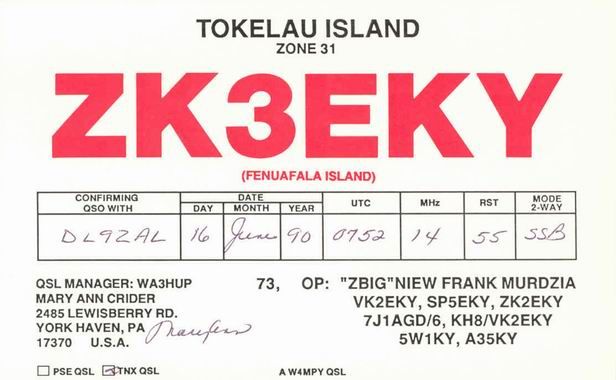 TOKELAU ISLAND
ZONE 31
ZK3EKY
(FENUAFALA ISLAND)
CONFIRMING QSO WITH DATE DAY MONTH YEAR UTC MHz RST MODE 2-WAY
DL9ZAL 16 June 90 0752 14 55 SSB
QSL MANAGER: WA3HUP
MARY ANN CRIDER
2485 LEWISBERRY RD.
YORK HAVEN, PA
17370 U.S.A.
73, OP: "ZBIG"NIEW FRANK MURDZIA
VK2EKY, SP5EKY, ZK2EKY
7J1AGD/6, KH8/VK2EKY
5W1KY, A35KY
PSE QSL TNX QSL
A W4MPY QSL